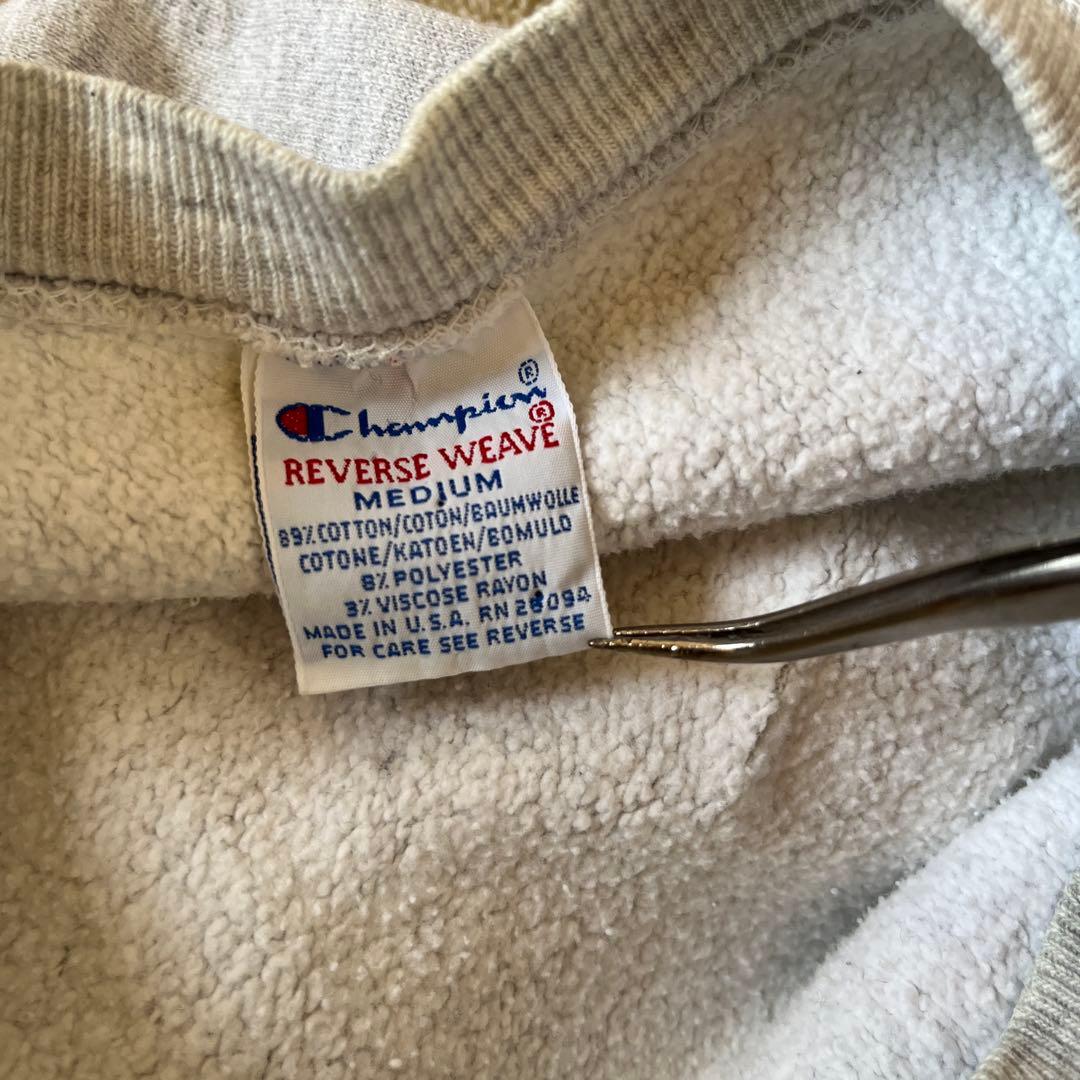 Champion®
REVERSE WEAVE®
MEDIUM
89% COTTON/COTON/BAUMWOLLE
COTONE/KATOEN/BOMULD
8% POLYESTER
3% VISCOSE RAYON
MADE IN U.S.A. RN 26094
FOR CARE SEE REVERSE